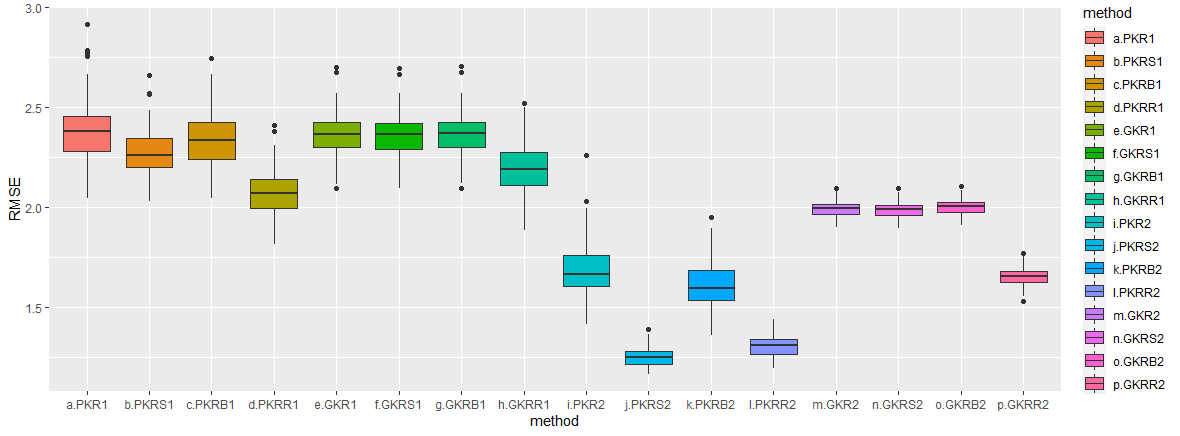 3.0
2.5
2.0
1.5
RMSE
a.PKR1 b.PKRS1 c.PKRB1 d.PKRR1 e.GKR1 f.GKRS1 g.GKRB1 h.GKRR1 i.PKR2 j.PKRS2 k.PKRB2 l.PKRR2 m.GKR2 n.GKRS2 o.GKRB2 p.GKRR2
method
method
a.PKR1
b.PKRS1
c.PKRB1
d.PKRR1
e.GKR1
f.GKRS1
g.GKRB1
h.GKRR1
i.PKR2
j.PKRS2
k.PKRB2
l.PKRR2
m.GKR2
n.GKRS2
o.GKRB2
p.GKRR2